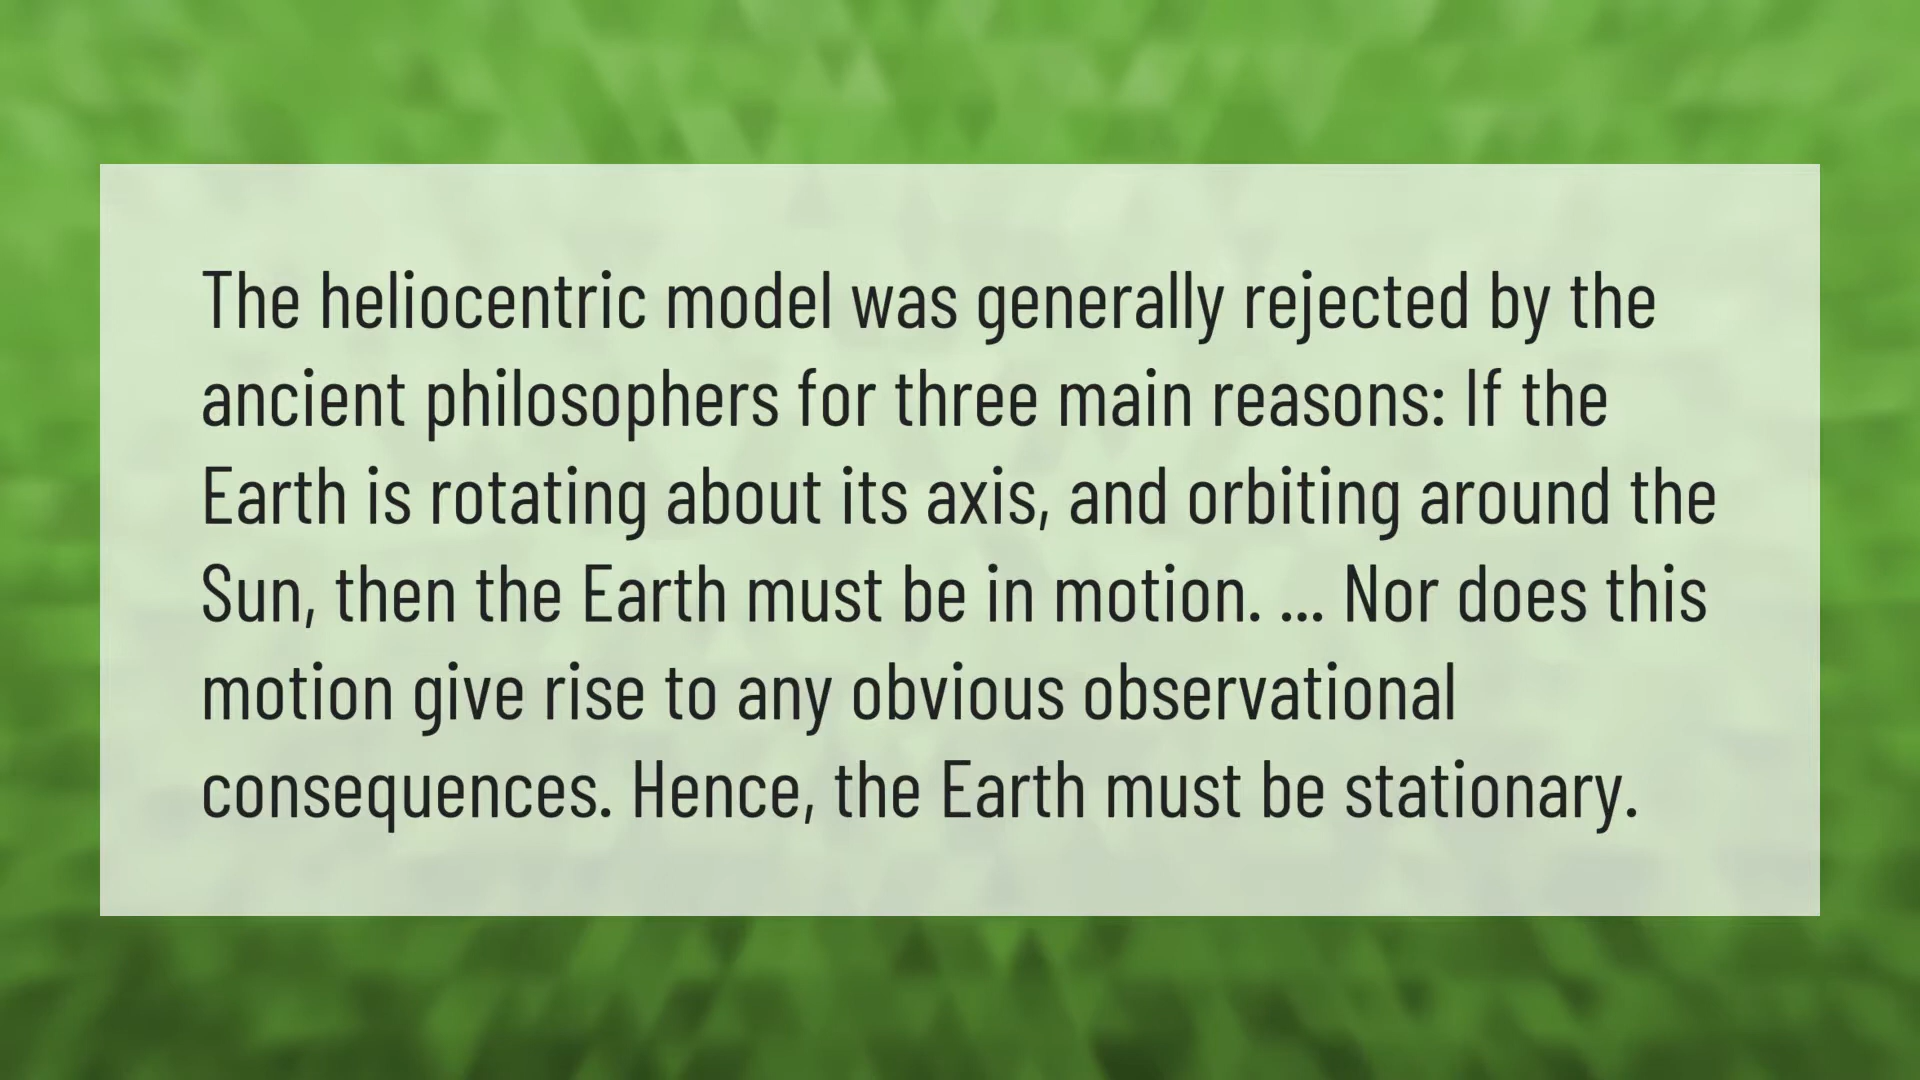 The heliocentric model was generally rejected by the
ancient philosophers for three main reasons: If the
Earth is rotating about its axis, and orbiting around the
Sun, then the Earth must be in motion. ... Nor does this
motion give rise to any obvious observational
consequences. Hence, the Earth must be stationary.